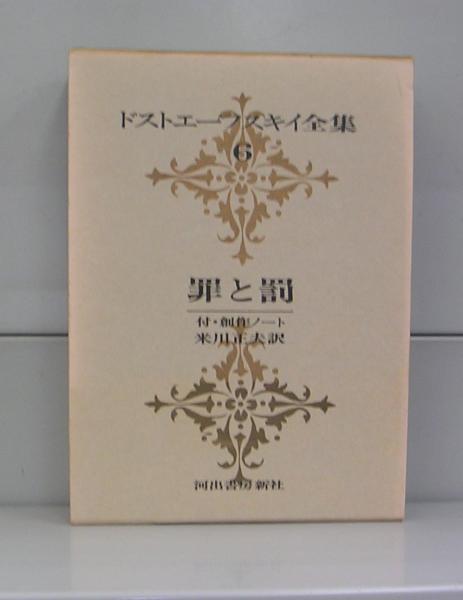 ドストエーフスキイ全集
6
罪と罰
付・創作ノート
米川正夫訳
河出書房新社